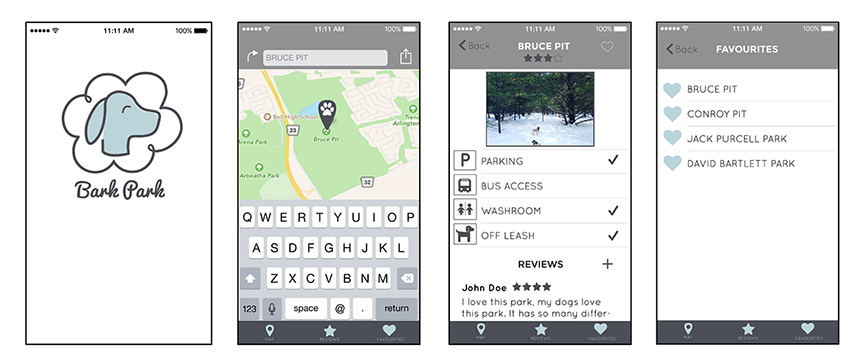 11:11 AM
Bark Park
11:11 AM 100%
BRUCE PIT
Bell High School
Trend-
Arlington
23
Bruce Pit
Arena Park
Arbeatha Park
32
Q W E R T Y U I O P
A S D F G H J K L
Z X C V B N M
123 space @ . return
MAP REVIEWS FAVOURITES
11:11 AM 100%
Back BRUCE PIT
P PARKING
BUS ACCESS
WASHROOM
OFF LEASH
REVIEWS +
John Doe
I love this park, my dogs love
this park. It has so many differ-
MAP REVIEWS FAVOURITES
11:11 AM 100%
Back FAVOURITES
BRUCE PIT
CONROY PIT
JACK PURCELL PARK
DAVID BARTLETT PARK
MAP REVIEWS FAVOURITES